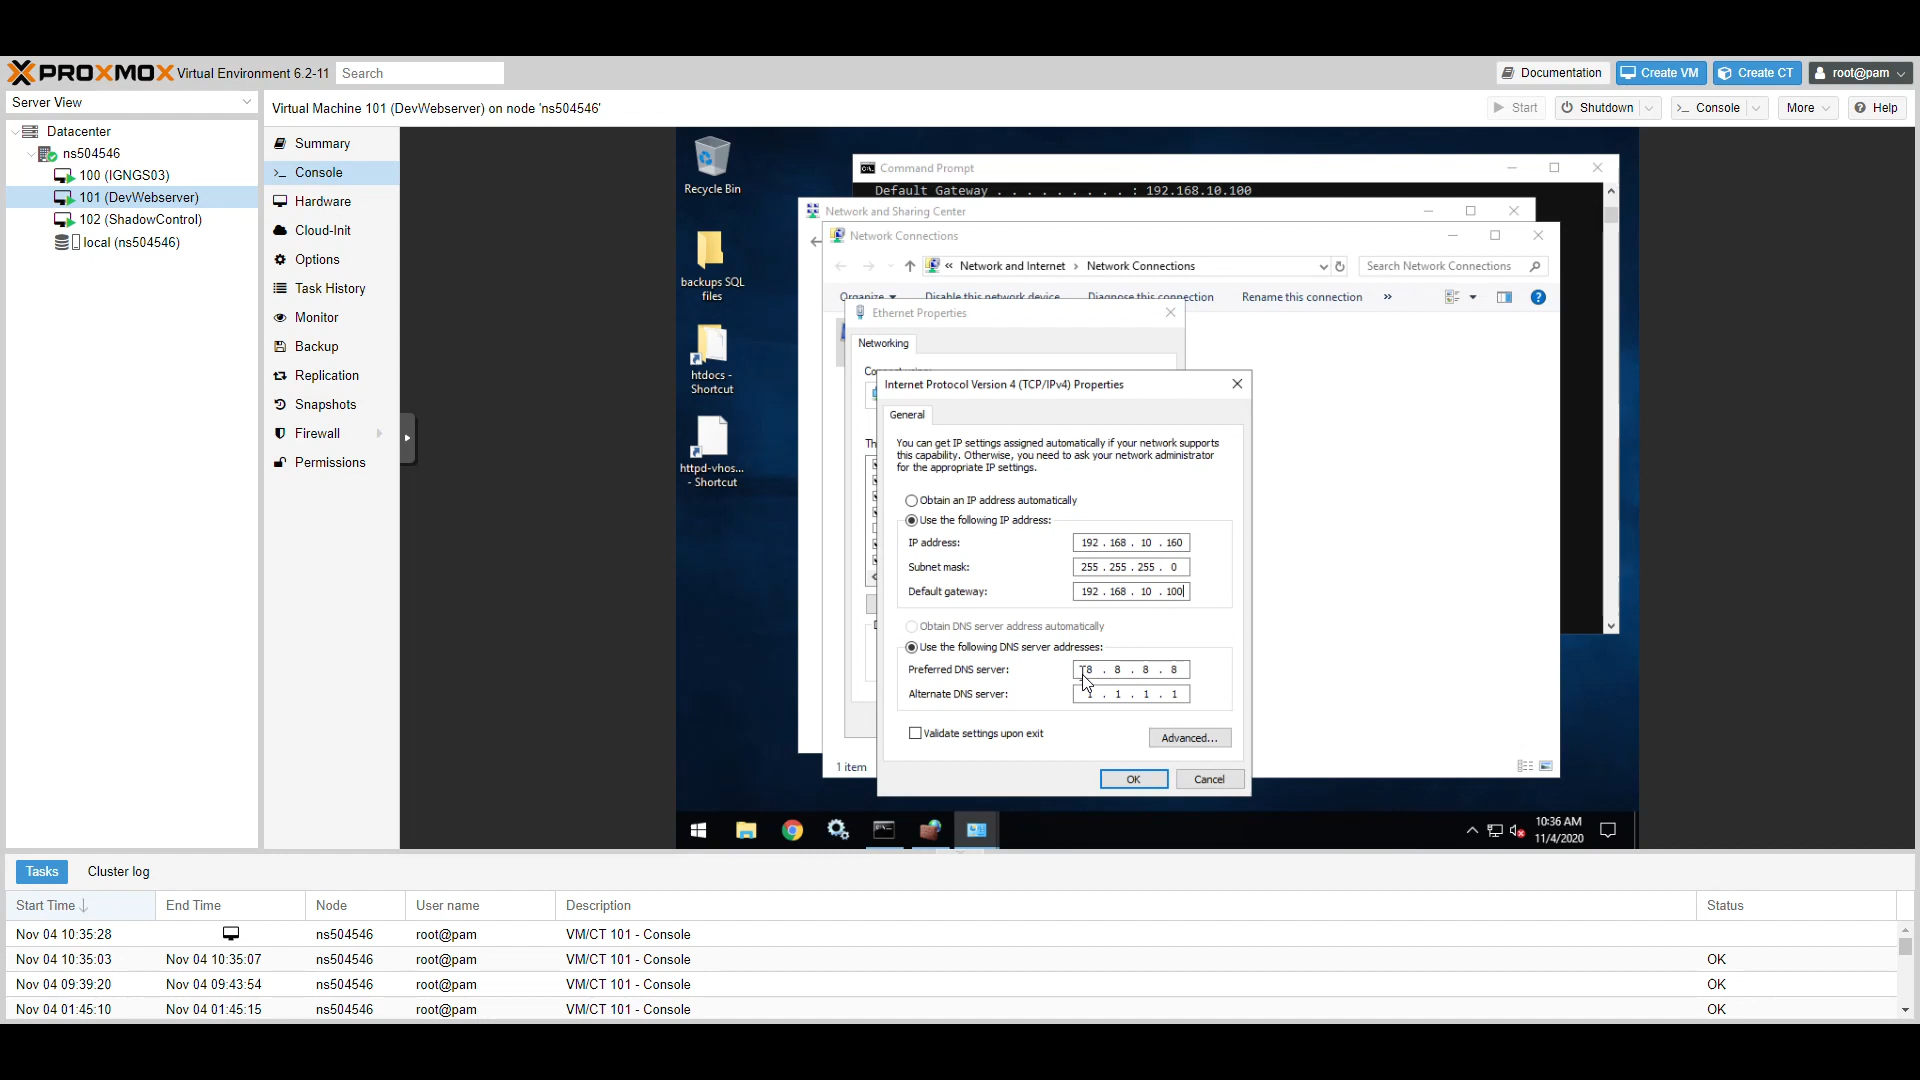 PROXMOX Virtual Environment 6.2-11 Search
Documentation Create VM Create CT root@pam
Server View
Virtual Machine 101 (DevWebserver) on node 'ns504546'
Start Shutdown Console More Help
Datacenter
ns504546
100 (IGNGS03)
101 (DevWebserver)
102 (ShadowControl)
local (ns504546)
Summary
Console
Hardware
Cloud-Init
Options
Task History
Monitor
Backup
Replication
Snapshots
Firewall
Permissions
Recycle Bin
backups SQL
files
htdocs -
Shortcut
httpd-vhos...
- Shortcut
Command Prompt
Default Gateway . . . . . . . . . : 192.168.10.100
Network and Sharing Center
Network Connections
« Network and Internet › Network Connections
Search Network Connections
Organize Disable this network device Diagnose this connection Rename this connection »
Ethernet Properties
Networking
Internet Protocol Version 4 (TCP/IPv4) Properties
General
You can get IP settings assigned automatically if your network supports
this capability. Otherwise, you need to ask your network administrator
for the appropriate IP settings.
Obtain an IP address automatically
Use the following IP address:
IP address: 192 . 168 . 10 . 160
Subnet mask: 255 . 255 . 255 . 0
Default gateway: 192 . 168 . 10 . 100
Obtain DNS server address automatically
Use the following DNS server addresses:
Preferred DNS server: 8 . 8 . 8 . 8
Alternate DNS server: 1 . 1 . 1 . 1
Validate settings upon exit
Advanced...
OK Cancel
1 item
10:36 AM
11/4/2020
Tasks Cluster log
Start Time End Time Node User name Description Status
Nov 04 10:35:28 ns504546 root@pam VM/CT 101 - Console
Nov 04 10:35:03 Nov 04 10:35:07 ns504546 root@pam VM/CT 101 - Console OK
Nov 04 09:39:20 Nov 04 09:43:54 ns504546 root@pam VM/CT 101 - Console OK
Nov 04 01:45:10 Nov 04 01:45:15 ns504546 root@pam VM/CT 101 - Console OK